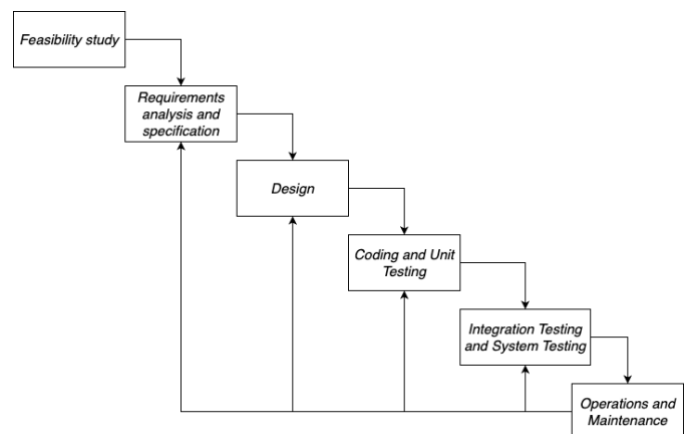 Feasibility study
Requirements
analysis and
specification
Design
Coding and Unit
Testing
Integration Testing
and System Testing
Operations and
Maintenance